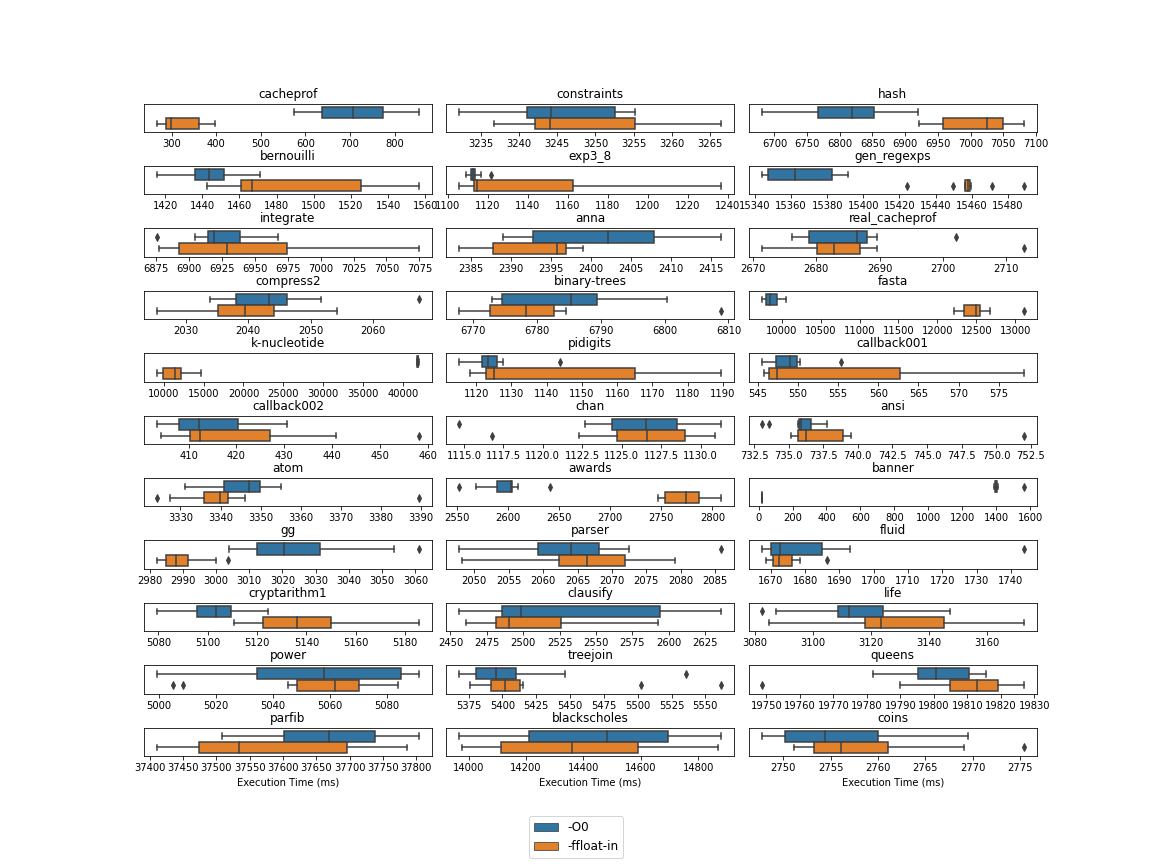 cacheprof constraints hash
300 400 500 600 700 800 3235 3240 3245 3250 3255 3260 3265 6700 6750 6800 6850 6900 6950 7000 7050 7100
bernouilli exp3_8 gen_regexps
1420 1440 1460 1480 1500 1520 1540 1560 1100 1120 1140 1160 1180 1200 1220 1240 15340 15360 15380 15400 15420 15440 15460 15480
integrate anna real_cacheprof
6875 6900 6925 6950 6975 7000 7025 7050 7075 2385 2390 2395 2400 2405 2410 2415 2670 2680 2690 2700 2710
compress2 binary-trees fasta
2030 2040 2050 2060 6770 6780 6790 6800 6810 10000 10500 11000 11500 12000 12500 13000
k-nucleotide pidigits callback001
10000 15000 20000 25000 30000 35000 40000 1120 1130 1140 1150 1160 1170 1180 1190 545 550 555 560 565 570 575
callback002 chan ansi
410 420 430 440 450 460 1115.0 1117.5 1120.0 1122.5 1125.0 1127.5 1130.0 732.5 735.0 737.5 740.0 742.5 745.0 747.5 750.0 752.5
atom awards banner
3330 3340 3350 3360 3370 3380 3390 2550 2600 2650 2700 2750 2800 0 200 400 600 800 1000 1200 1400 1600
gg parser fluid
2980 2990 3000 3010 3020 3030 3040 3050 3060 2050 2055 2060 2065 2070 2075 2080 2085 1670 1680 1690 1700 1710 1720 1730 1740
cryptarithm1 clausify life
5080 5100 5120 5140 5160 5180 2450 2475 2500 2525 2550 2575 2600 2625 3080 3100 3120 3140 3160
power treejoin queens
5000 5020 5040 5060 5080 5375 5400 5425 5450 5475 5500 5525 5550 19750 19760 19770 19780 19790 19800 19810 19820 19830
parfib blackscholes coins
37400 37450 37500 37550 37600 37650 37700 37750 37800 14000 14200 14400 14600 14800 2750 2755 2760 2765 2770 2775
Execution Time (ms) Execution Time (ms) Execution Time (ms)
-O0
-ffloat-in